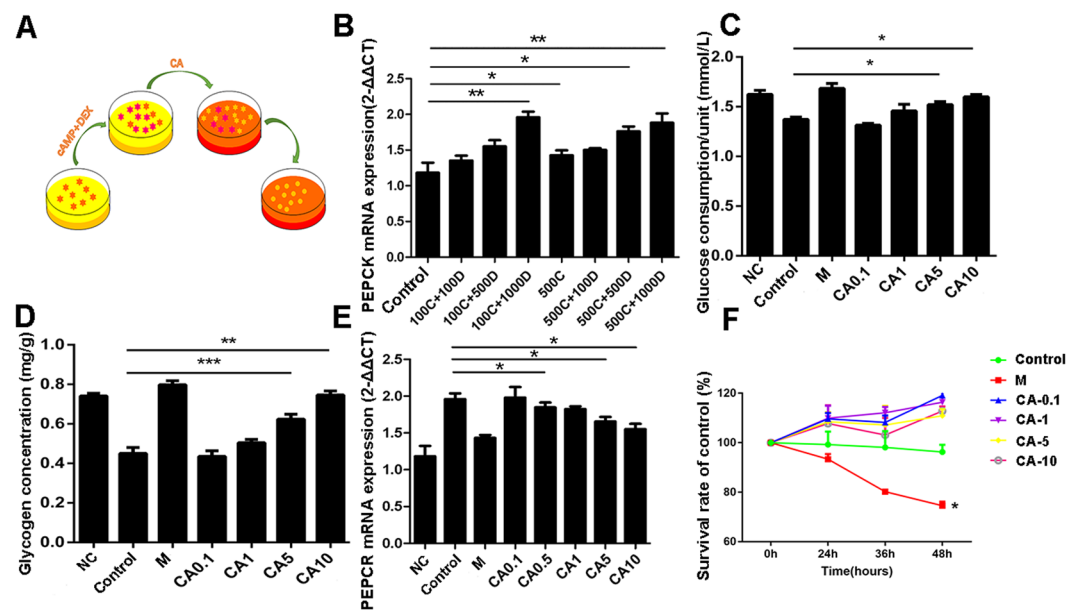 A
cAMP+DEX
CA
B
PEPCK mRNA expression(2-ΔΔCT)
2.5
2.0
1.5
1.0
0.5
0.0
**
*
*
**
Control
100C+100D
100C+500D
100C+1000D
500C
500C+100D
500C+500D
500C+1000D
C
Glucose consumption/unit (mmol/L)
2.0
1.5
1.0
0.5
0.0
*
*
NC
Control
M
CA0.1
CA1
CA5
CA10
D
Glycogen concentration (mg/g)
1.0
0.8
0.6
0.4
0.2
0.0
**
***
NC
Control
M
CA0.1
CA1
CA5
CA10
E
PEPCR mRNA expression (2-ΔΔCT)
2.5
2.0
1.5
1.0
0.5
0.0
*
*
*
NC
Control
M
CA0.1
CA0.5
CA1
CA5
CA10
F
Survival rate of control (%)
120
100
80
60
*
0h
24h
36h
48h
Time(hours)
Control
M
CA-0.1
CA-1
CA-5
CA-10